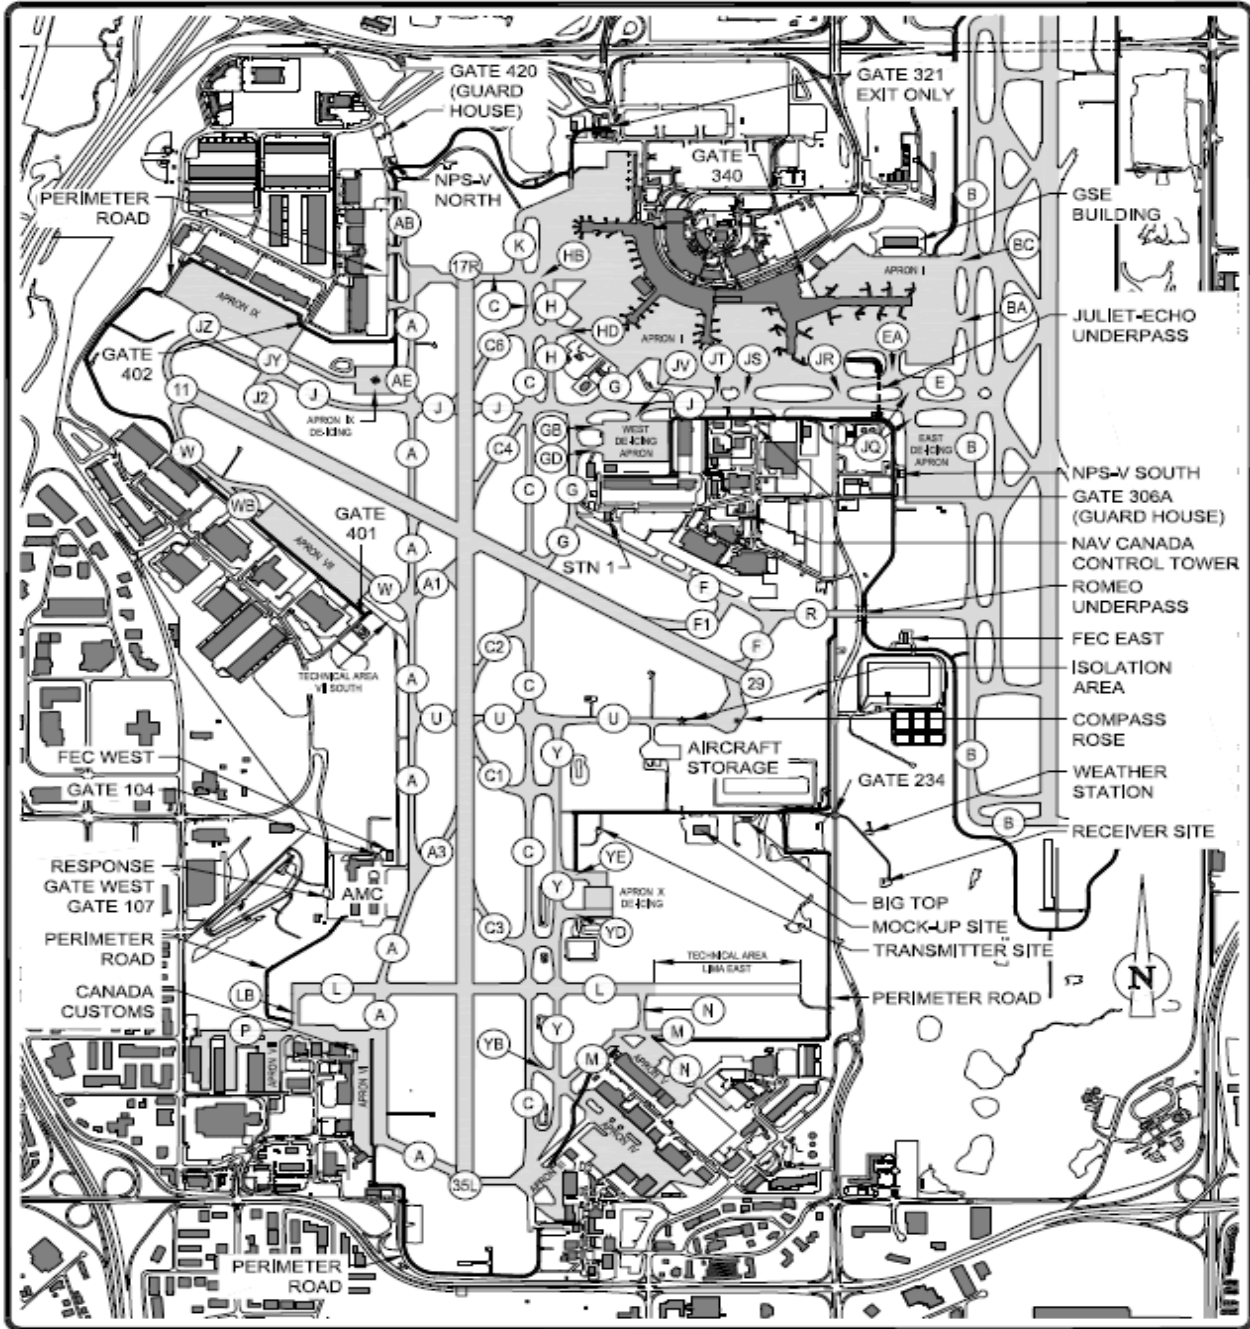 GATE 420
(GUARD
HOUSE)
GATE 321
EXIT ONLY
GATE
340
NPS-V
NORTH
PERIMETER
ROAD
B
GSE
BUILDING
AB
K
HB
BC
17R
APRON I
APRON IX
C
H
BA
JZ
A
HD
APRON I
JULIET-ECHO
UNDERPASS
C6
EA
GATE
402
JY
H
JV
JT
JS
JR
AE
C
G
E
11
J2
J
J
J
J
APRON IX
DE-ICING
GB
WEST
DE-ICING
APRON
EAST
DE-ICING
APRON
W
A
C4
GD
JQ
B
NPS-V SOUTH
C
G
GATE 306A
(GUARD HOUSE)
WB
GATE
401
APRON VII
A
G
NAV CANADA
CONTROL TOWER
STN 1
W
A1
F
ROMEO
UNDERPASS
R
F1
FEC EAST
C2
F
TECHNICAL AREA
VII SOUTH
A
C
29
ISOLATION
AREA
U
U
U
COMPASS
ROSE
FEC WEST
Y
AIRCRAFT
STORAGE
B
GATE 104
A
C1
GATE 234
WEATHER
STATION
B
RECEIVER SITE
A3
C
YE
RESPONSE
GATE WEST
GATE 107
AMC
Y
APRON X
DE-ICING
BIG TOP
C3
YD
MOCK-UP SITE
PERIMETER
ROAD
A
TRANSMITTER SITE
TECHNICAL AREA
LIMA EAST
N
CANADA
CUSTOMS
LB
L
L
PERIMETER ROAD
A
N
P
Y
M
YB
M
APRON V
N
APRON VIII
APRON VI
C
APRON IV
A
35L
PERIMETER
ROAD